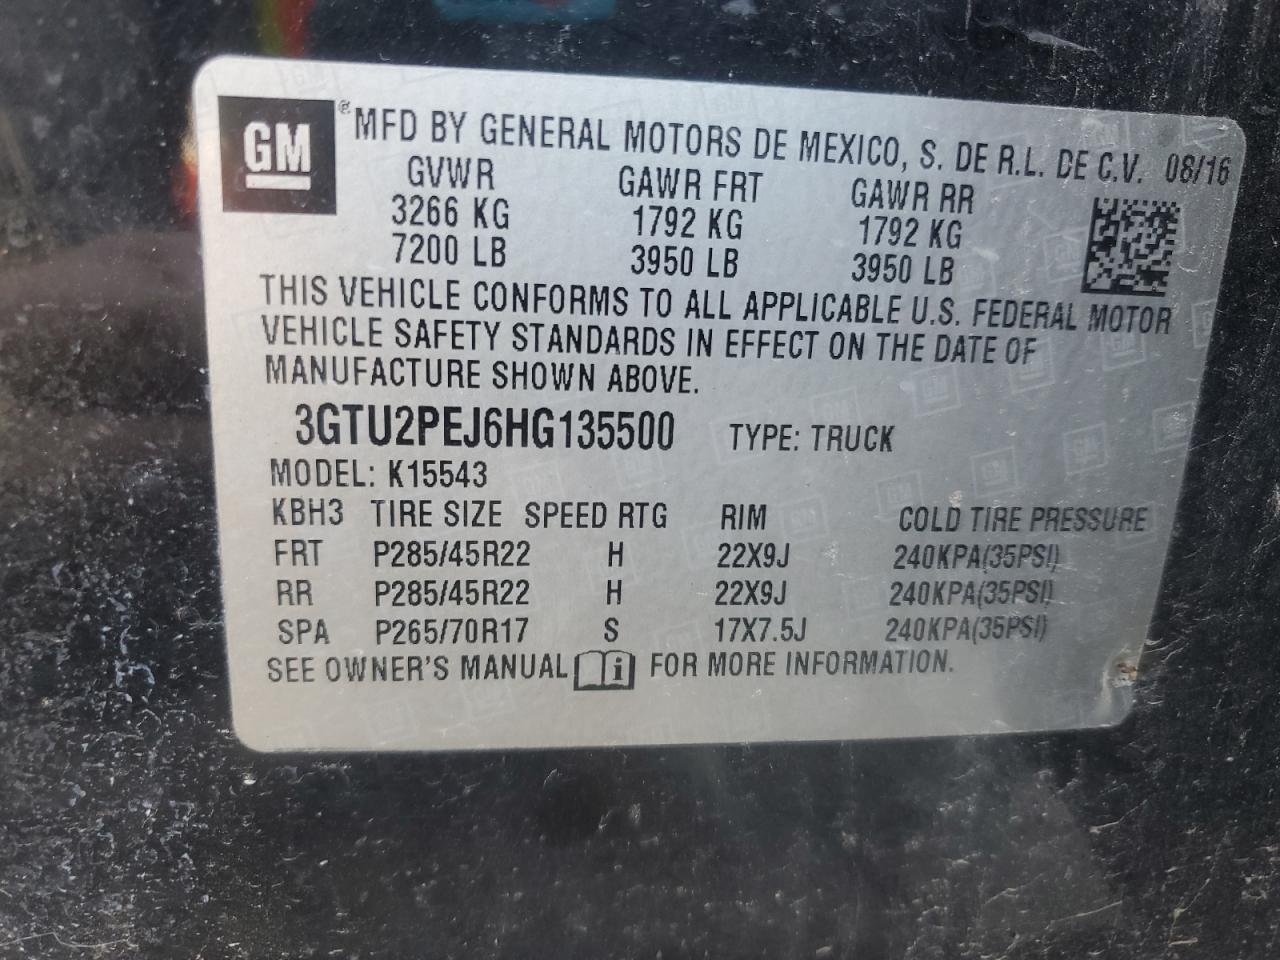 GM ® MFD BY GENERAL MOTORS DE MEXICO, S. DE R.L. DE C.V. 08/16
GVWR GAWR FRT GAWR RR
3266 KG 1792 KG 1792 KG
7200 LB 3950 LB 3950 LB
THIS VEHICLE CONFORMS TO ALL APPLICABLE U.S. FEDERAL MOTOR
VEHICLE SAFETY STANDARDS IN EFFECT ON THE DATE OF
MANUFACTURE SHOWN ABOVE.
3GTU2PEJ6HG135500 TYPE: TRUCK
MODEL: K15543
KBH3 TIRE SIZE SPEED RTG RIM COLD TIRE PRESSURE
FRT P285/45R22 H 22X9J 240KPA(35PSI)
RR P285/45R22 H 22X9J 240KPA(35PSI)
SPA P265/70R17 S 17X7.5J 240KPA(35PSI)
SEE OWNER'S MANUAL i FOR MORE INFORMATION.